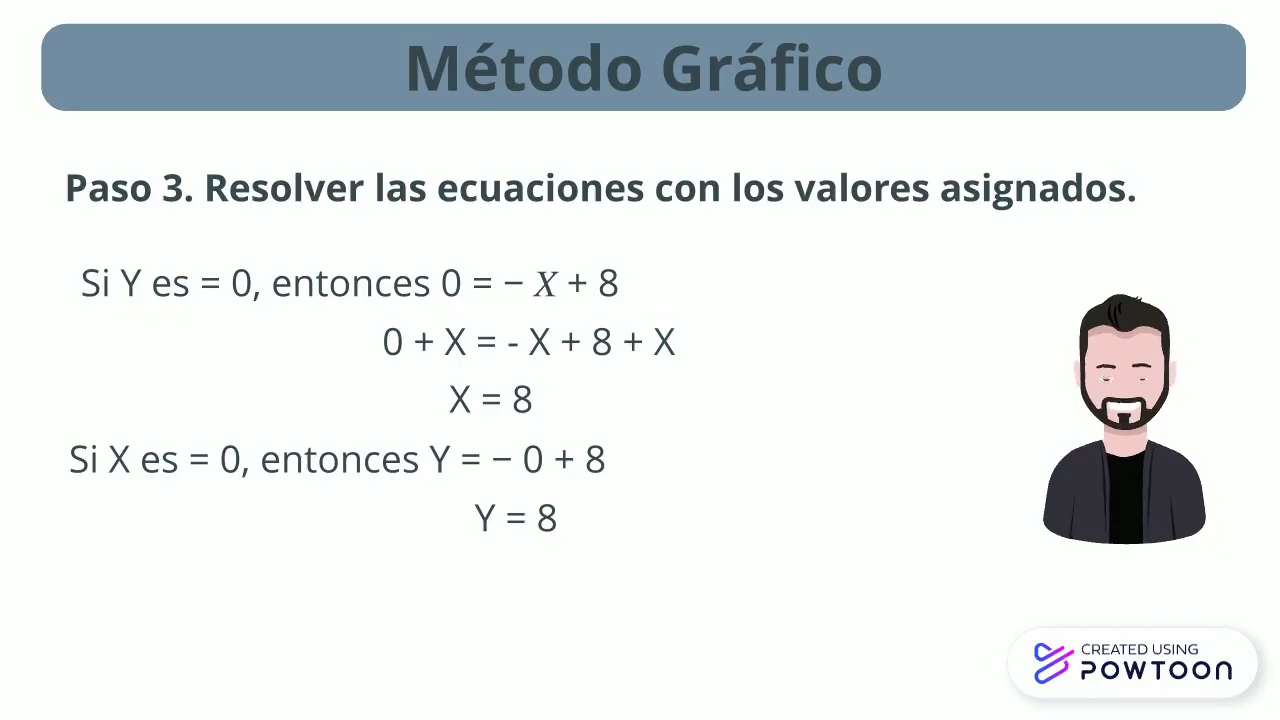 Método Gráfico
Paso 3. Resolver las ecuaciones con los valores asignados.
Si Y es = 0, entonces 0 = − X + 8
0 + X = - X + 8 + X
X = 8
Si X es = 0, entonces Y = − 0 + 8
Y = 8
CREATED USING
POWTOON